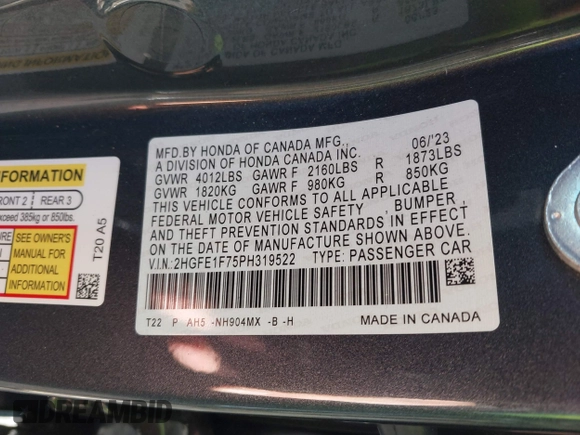 MFD.BY HONDA OF CANADA MFG.,
A DIVISION OF HONDA CANADA INC. 06/'23
GVWR 4012LBS GAWR F 2160LBS R 1873LBS
GVWR 1820KG GAWR F 980KG R 850KG
THIS VEHICLE CONFORMS TO ALL APPLICABLE
FEDERAL MOTOR VEHICLE SAFETY , BUMPER ,
AND THEFT PREVENTION STANDARDS IN EFFECT
ON THE DATE OF MANUFACTURE SHOWN ABOVE.
V.I.N.: 2HGFE1F75PH319522 TYPE: PASSENGER CAR
T22 P AH5 -NH904MX -B -H
MADE IN CANADA
INFORMATION
FRONT 2 REAR 3
exceed 385kg or 850lbs.
SEE OWNER'S
MANUAL FOR
ADDITIONAL
INFORMATION
T20 A5
DREAMBID